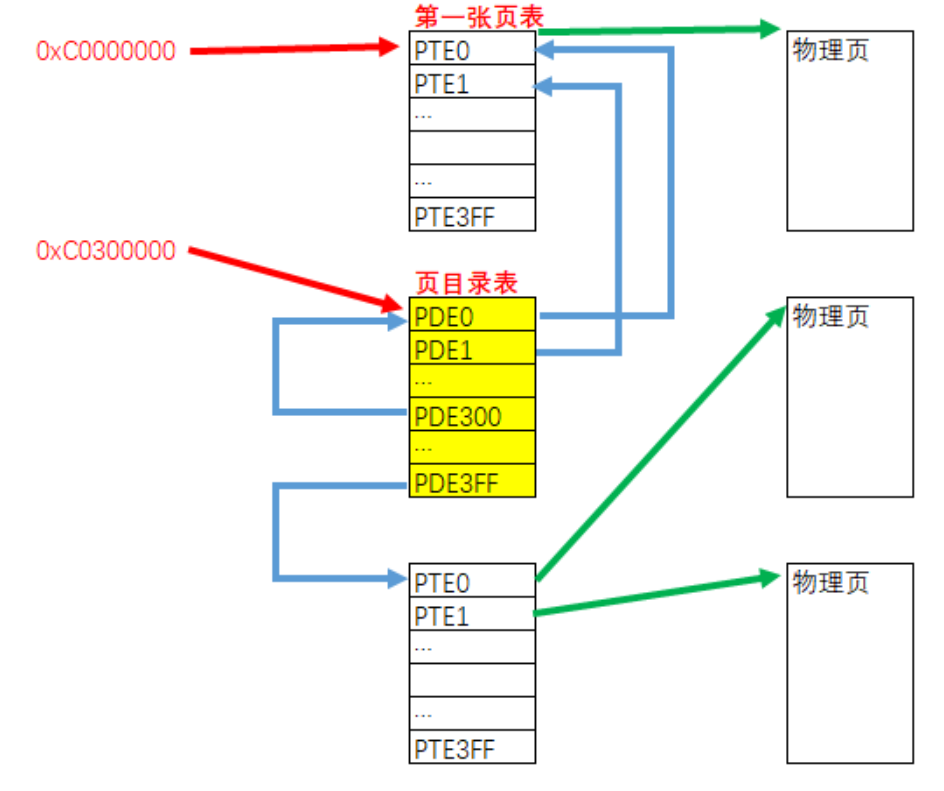 第一张页表
0xC0000000
PTE0
PTE1
...
...
PTE3FF
物理页
0xC0300000
页目录表
PDE0
PDE1
...
PDE300
...
PDE3FF
物理页
PTE0
PTE1
...
...
PTE3FF
物理页